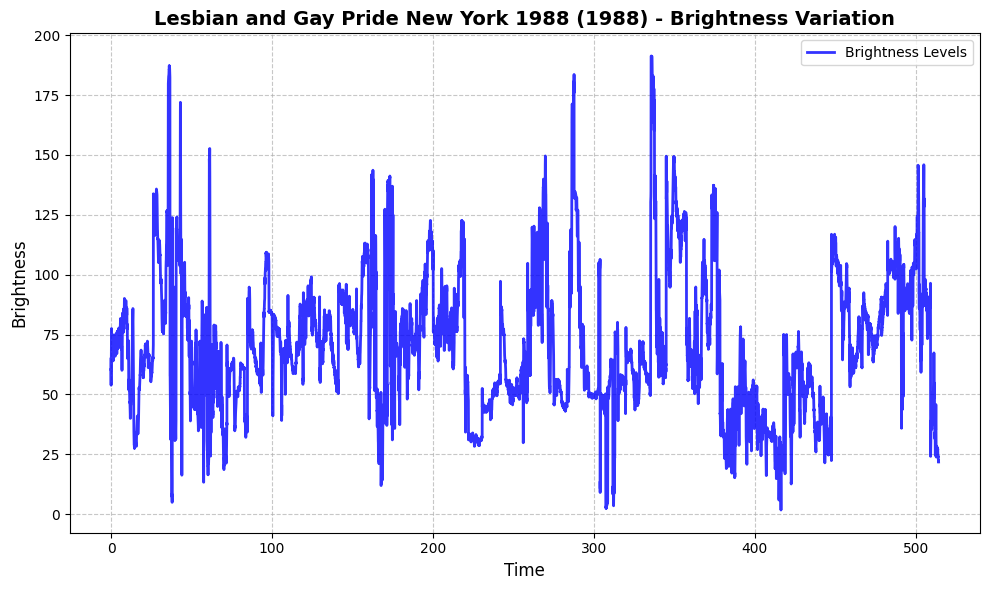 Lesbian and Gay Pride New York 1988 (1988) - Brightness Variation
Brightness Levels
Brightness
200
175
150
125
100
75
50
25
0
0 100 200 300 400 500
Time